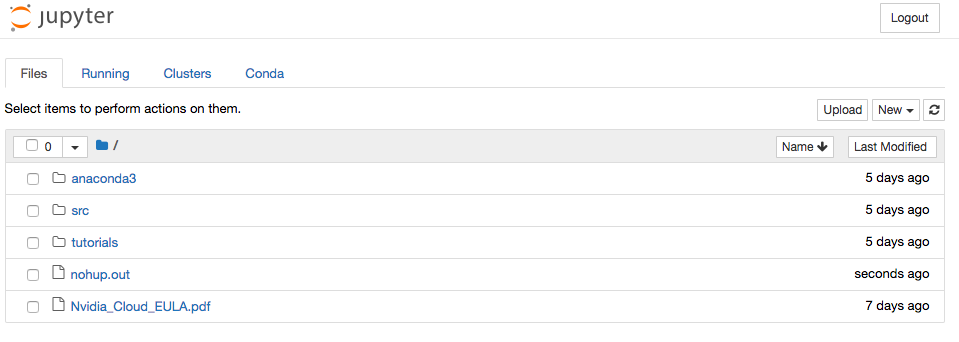 jupyter
Logout
Files Running Clusters Conda
Select items to perform actions on them.
Upload New
0 / Name Last Modified
anaconda3 5 days ago
src 5 days ago
tutorials 5 days ago
nohup.out seconds ago
Nvidia_Cloud_EULA.pdf 7 days ago